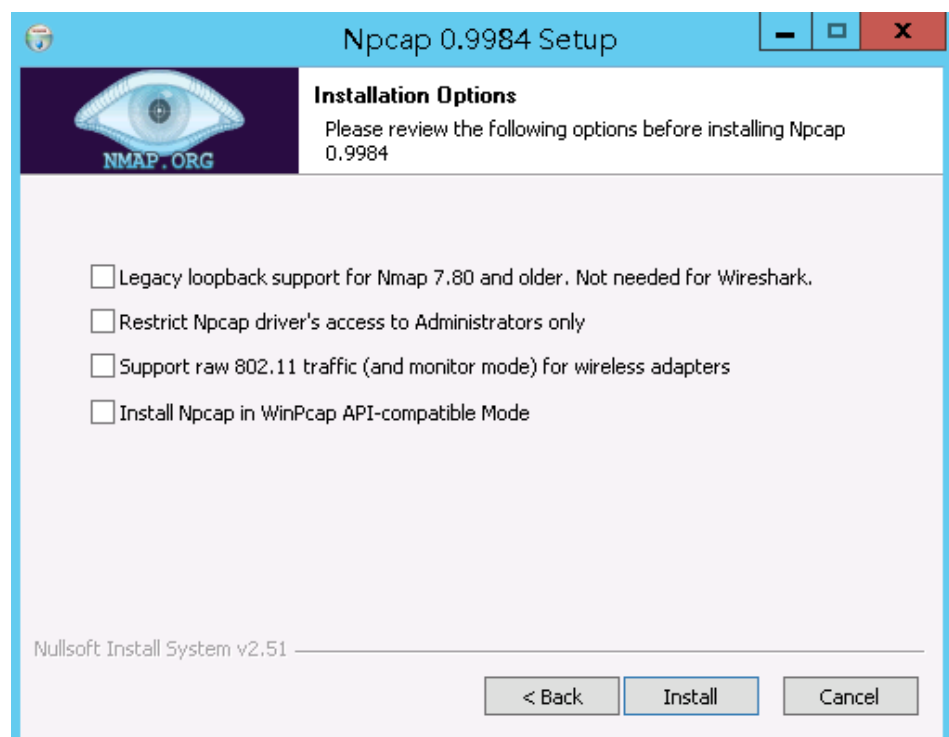 Npcap 0.9984 Setup
NMAP.ORG
Installation Options
Please review the following options before installing Npcap
0.9984
Legacy loopback support for Nmap 7.80 and older. Not needed for Wireshark.
Restrict Npcap driver's access to Administrators only
Support raw 802.11 traffic (and monitor mode) for wireless adapters
Install Npcap in WinPcap API-compatible Mode
Nullsoft Install System v2.51
< Back Install Cancel